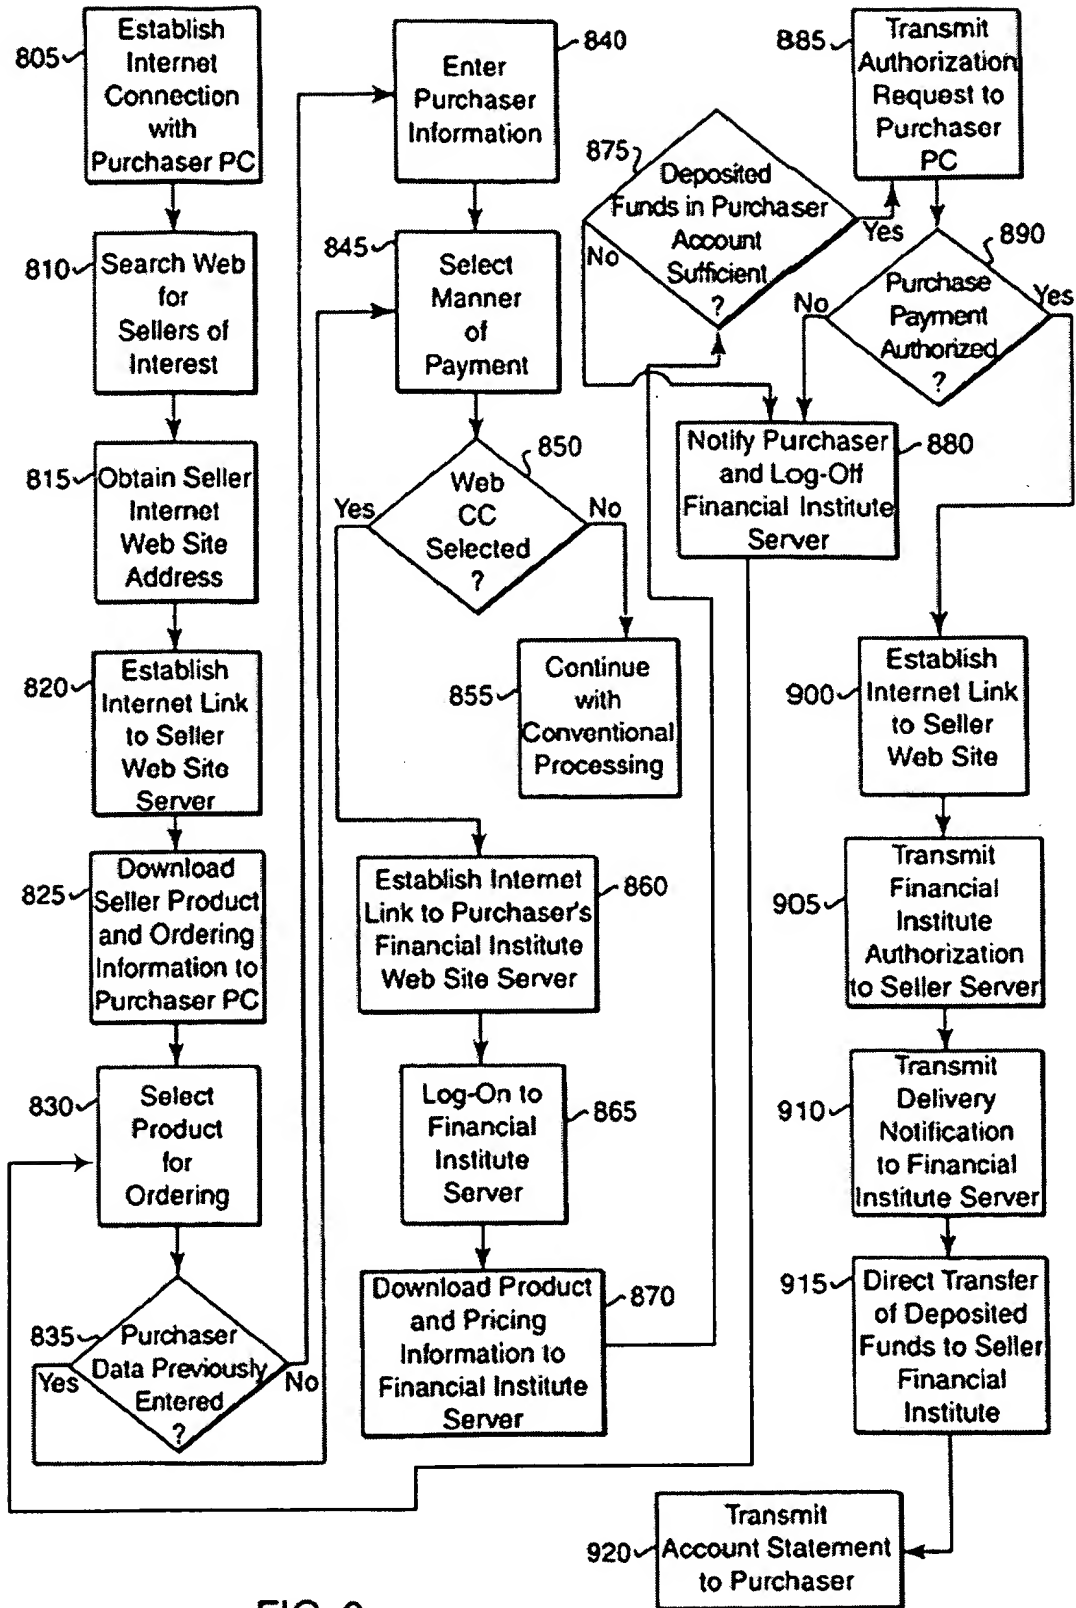 805
Establish
Internet
Connection
with
Purchaser PC
810
Search Web
for
Sellers of
Interest
815
Obtain Seller
Internet
Web Site
Address
820
Establish
Internet Link
to Seller
Web Site
Server
825
Download
Seller Product
and Ordering
Information to
Purchaser PC
830
Select
Product
for
Ordering
835
Purchaser
Data Previously
Entered
?
Yes
No
840
Enter
Purchaser
Information
845
Select
Manner
of
Payment
850
Web
CC
Selected
?
Yes
No
855
Continue
with
Conventional
Processing
860
Establish Internet
Link to Purchaser's
Financial Institute
Web Site Server
865
Log-On to
Financial
Institute
Server
870
Download Product
and Pricing
Information to
Financial Institute
Server
875
Deposited
Funds in Purchaser
Account
Sufficient
?
No
Yes
880
Notify Purchaser
and Log-Off
Financial Institute
Server
885
Transmit
Authorization
Request to
Purchaser
PC
890
Purchase
Payment
Authorized
?
No
Yes
900
Establish
Internet Link
to Seller
Web Site
905
Transmit
Financial
Institute
Authorization
to Seller Server
910
Transmit
Delivery
Notification
to Financial
Institute Server
915
Direct Transfer
of Deposited
Funds to Seller
Financial
Institute
920
Transmit
Account Statement
to Purchaser